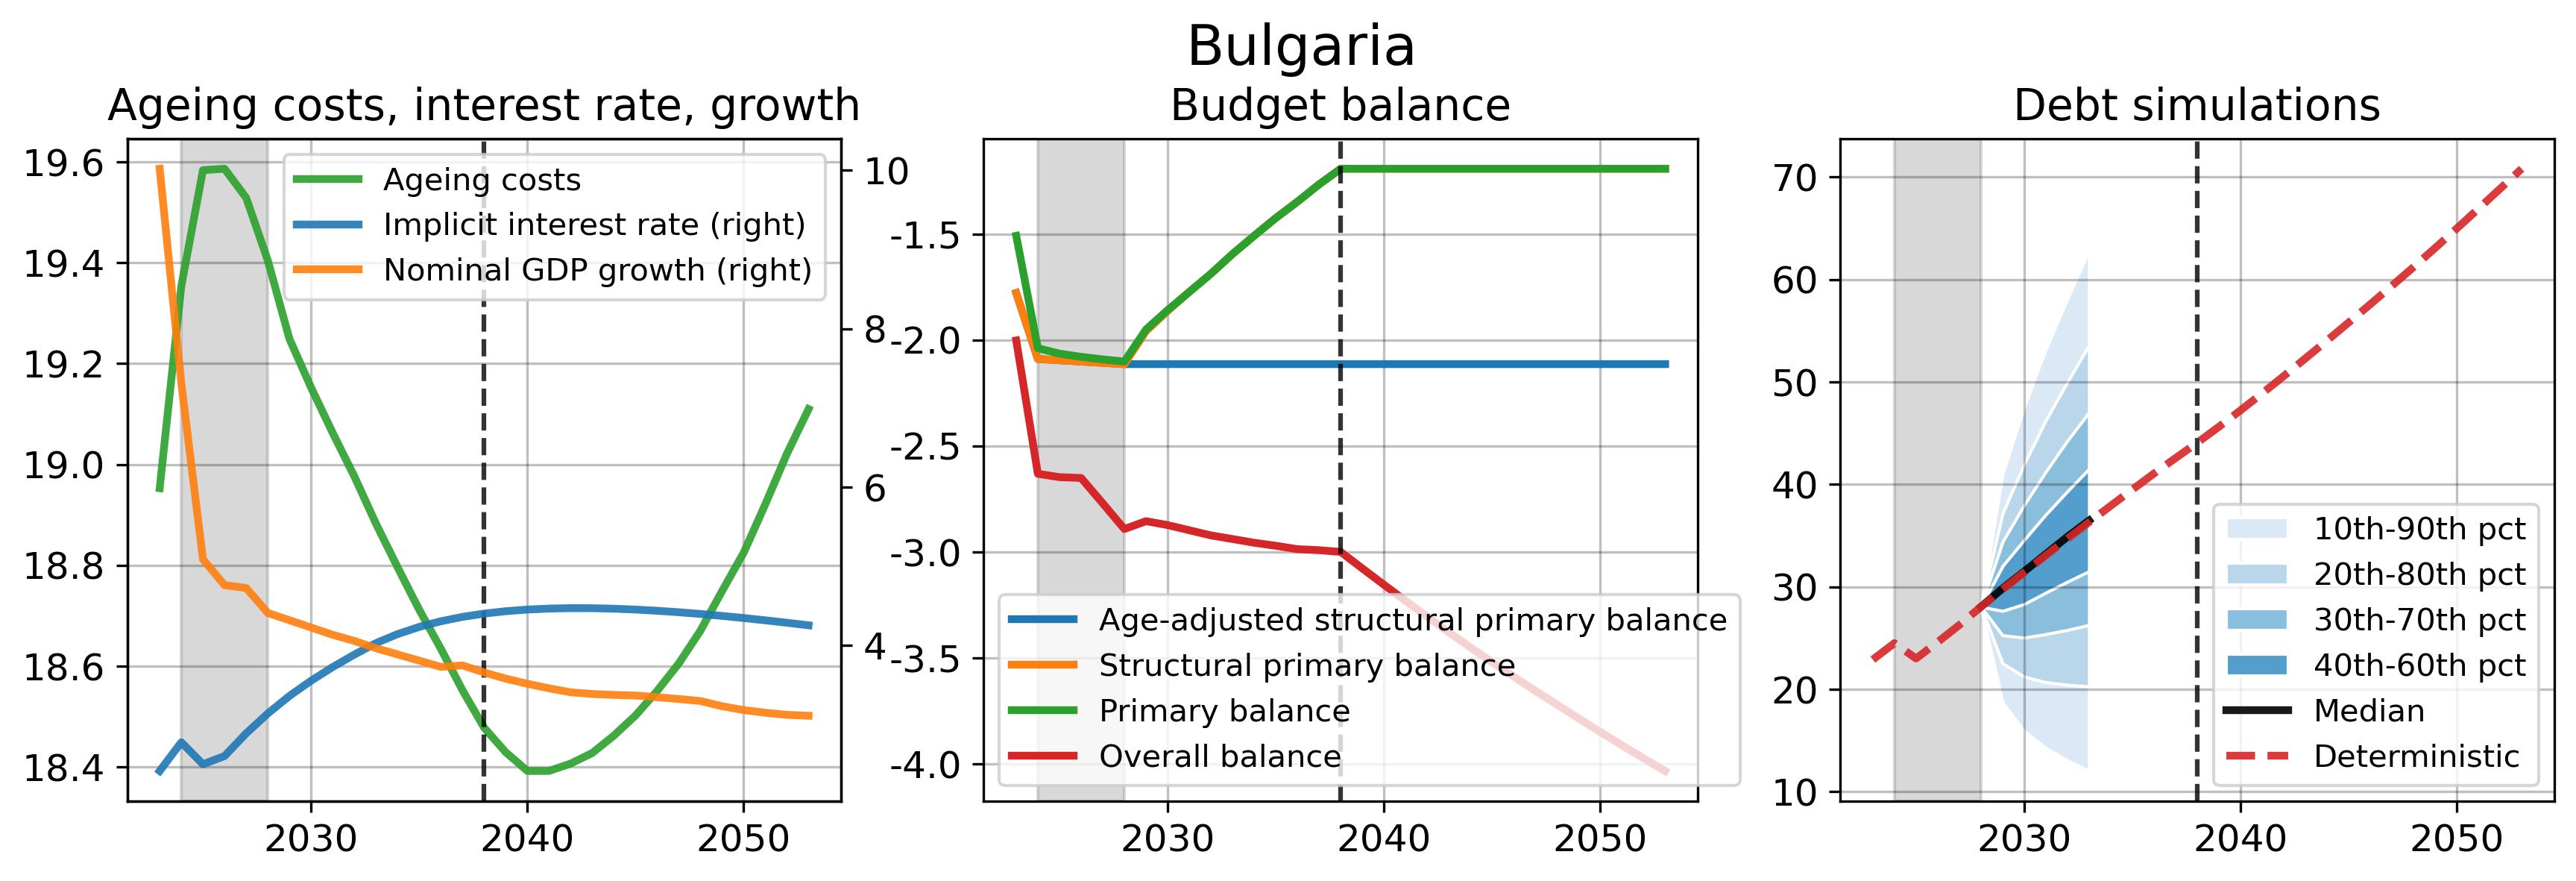 Bulgaria
Ageing costs, interest rate, growth
19.6
19.4
19.2
19.0
18.8
18.6
18.4
2030
2040
2050
10
8
6
4
Ageing costs
Implicit interest rate (right)
Nominal GDP growth (right)
Budget balance
-1.5
-2.0
-2.5
-3.0
-3.5
-4.0
2030
2040
2050
Age-adjusted structural primary balance
Structural primary balance
Primary balance
Overall balance
Debt simulations
70
60
50
40
30
20
10
2030
2040
2050
10th-90th pct
20th-80th pct
30th-70th pct
40th-60th pct
Median
Deterministic